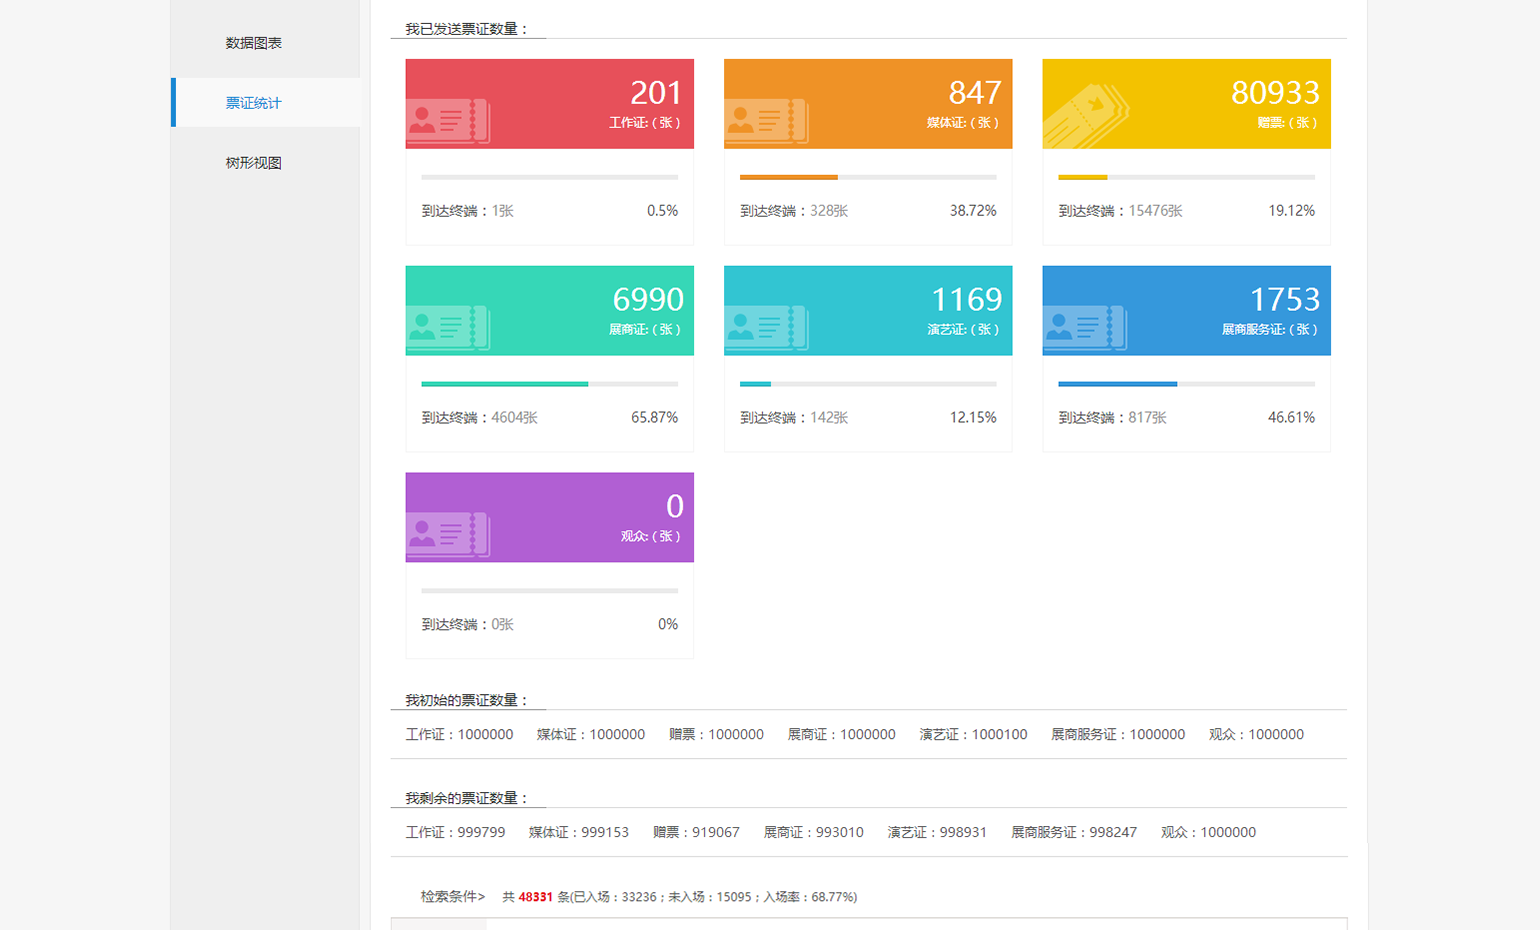 数据图表
票证统计
树形视图
我已发送票证数量：
201
工作证:（张）
到达终端：1张 0.5%
847
媒体证:（张）
到达终端：328张 38.72%
80933
赠票:（张）
到达终端：15476张 19.12%
6990
展商证:（张）
到达终端：4604张 65.87%
1169
演艺证:（张）
到达终端：142张 12.15%
1753
展商服务证:（张）
到达终端：817张 46.61%
0
观众:（张）
到达终端：0张 0%
我初始的票证数量：
工作证：1000000 媒体证：1000000 赠票：1000000 展商证：1000000 演艺证：1000100 展商服务证：1000000 观众：1000000
我剩余的票证数量：
工作证：999799 媒体证：999153 赠票：919067 展商证：993010 演艺证：998931 展商服务证：998247 观众：1000000
检索条件> 共 48331 条(已入场：33236；未入场：15095；入场率：68.77%)